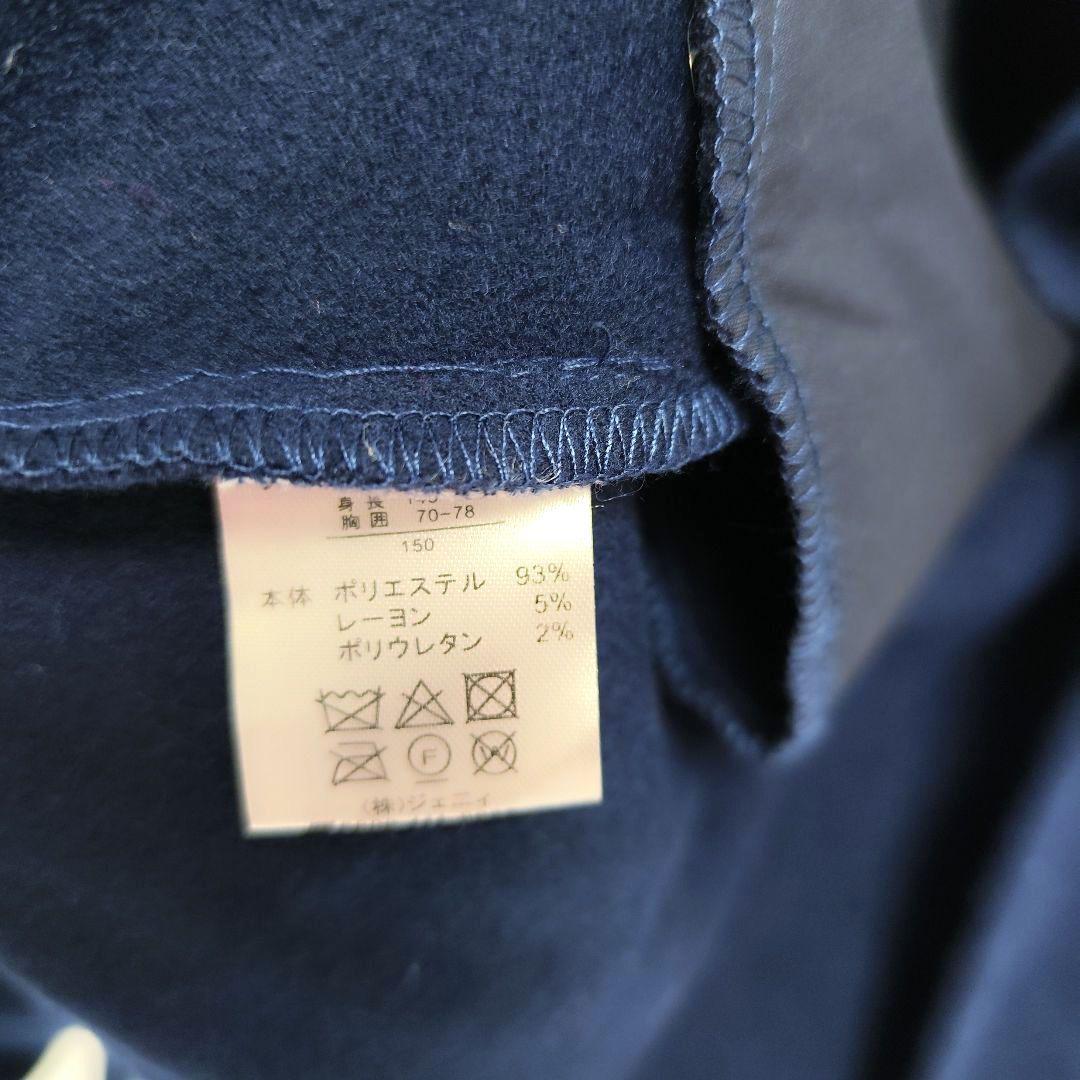 身長
胸囲 70-78
150
本体 ポリエステル 93%
レーヨン 5%
ポリウレタン 2%
F W
(株)ジェニィ